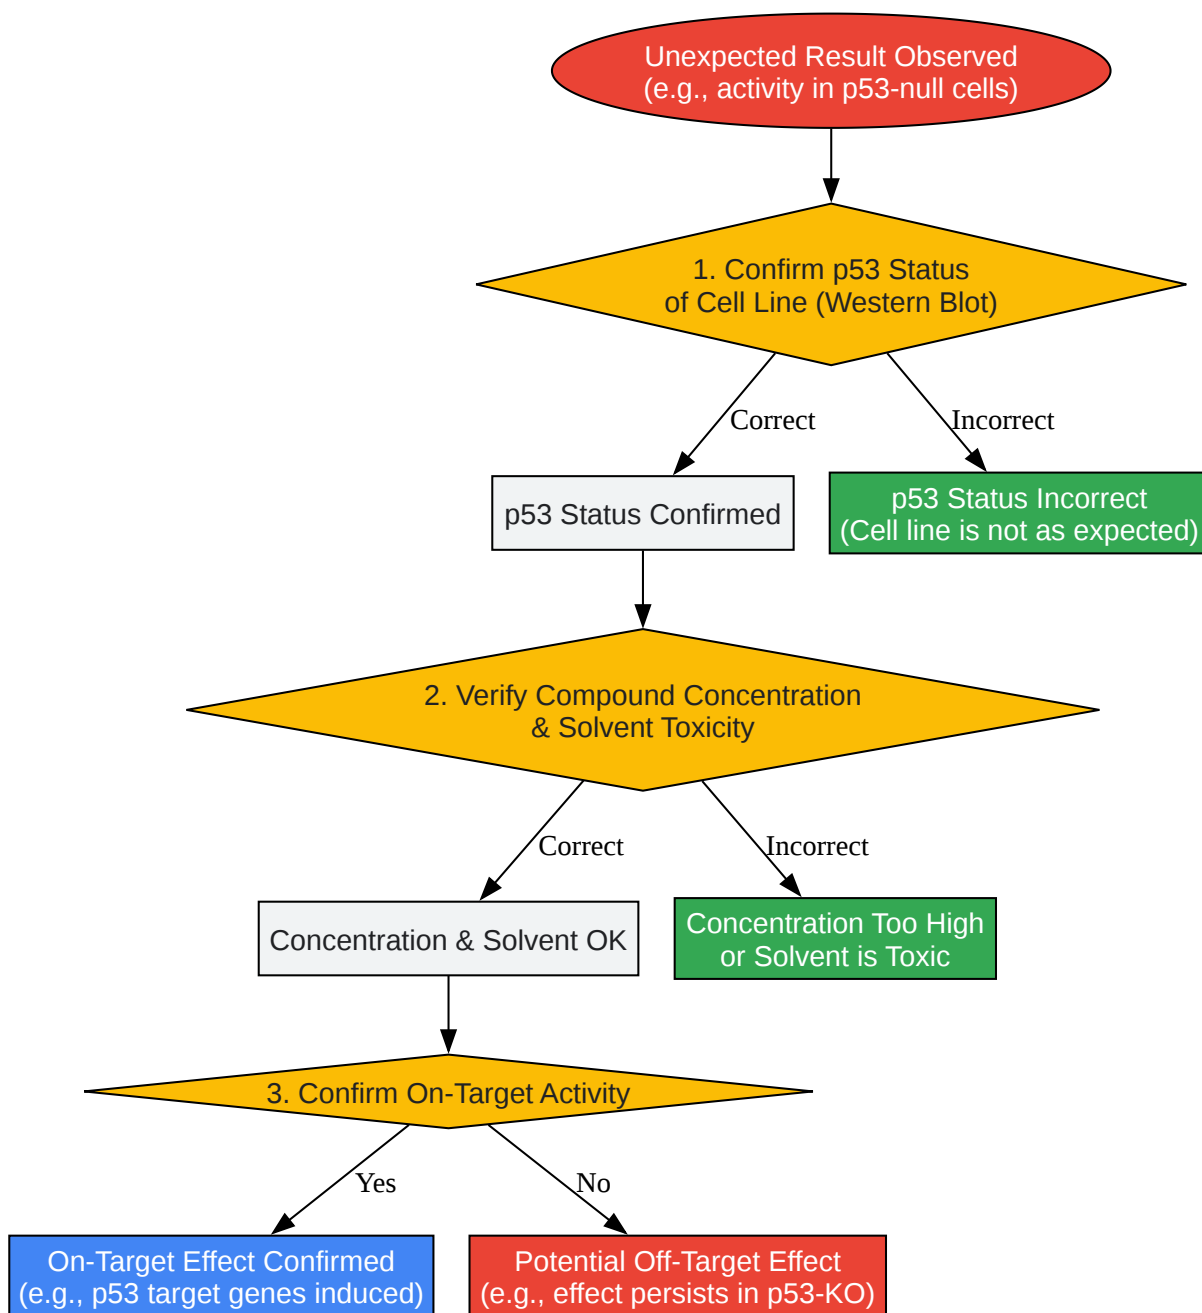 Unexpected Result Observed
(e.g., activity in p53-null cells)
1. Confirm p53 Status
of Cell Line (Western Blot)
Correct
Incorrect
p53 Status Confirmed
p53 Status Incorrect
(Cell line is not as expected)
2. Verify Compound Concentration
& Solvent Toxicity
Correct
Incorrect
Concentration & Solvent OK
Concentration Too High
or Solvent is Toxic
3. Confirm On-Target Activity
Yes
No
On-Target Effect Confirmed
(e.g., p53 target genes induced)
Potential Off-Target Effect
(e.g., effect persists in p53-KO)